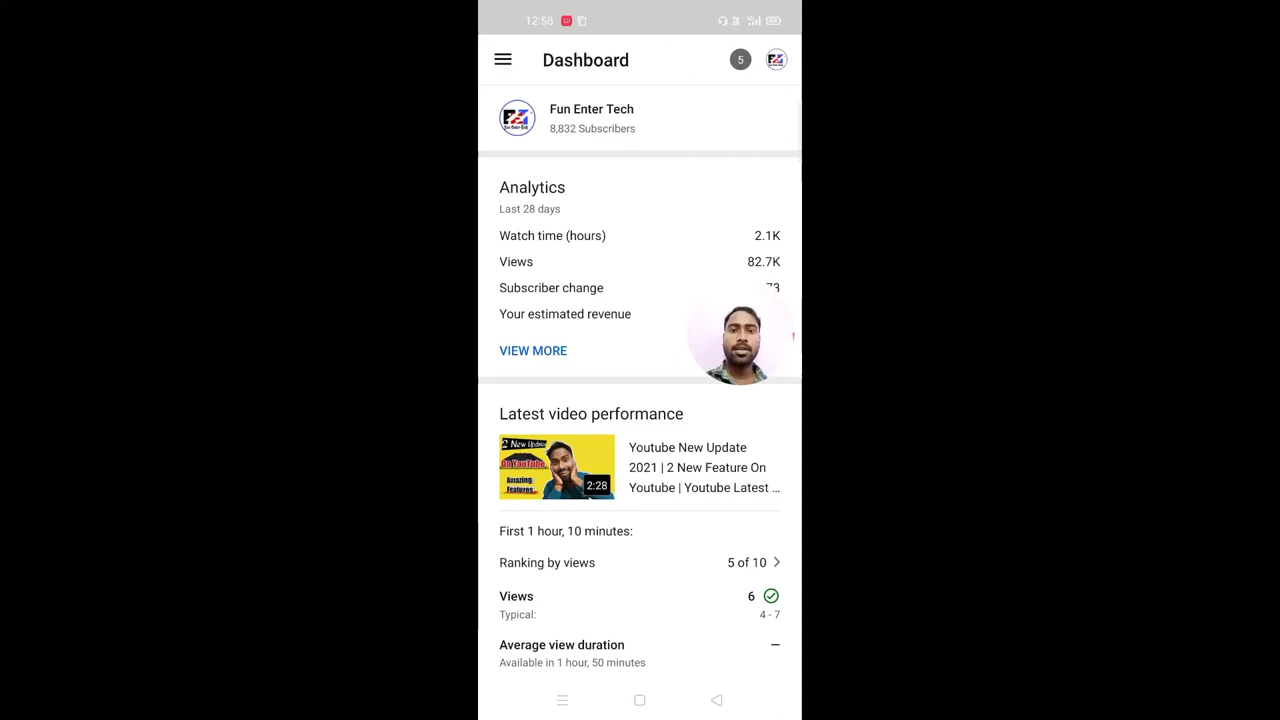 12:58
Dashboard
5
Fun Enter Tech
8,832 Subscribers
Analytics
Last 28 days
Watch time (hours) 2.1K
Views 82.7K
Subscriber change 73
Your estimated revenue
VIEW MORE
Latest video performance
2 New Update
On YouTube
Amazing
Features
2:28
Youtube New Update
2021 | 2 New Feature On
Youtube | Youtube Latest ...
First 1 hour, 10 minutes:
Ranking by views 5 of 10
Views 6
Typical: 4 - 7
Average view duration –
Available in 1 hour, 50 minutes